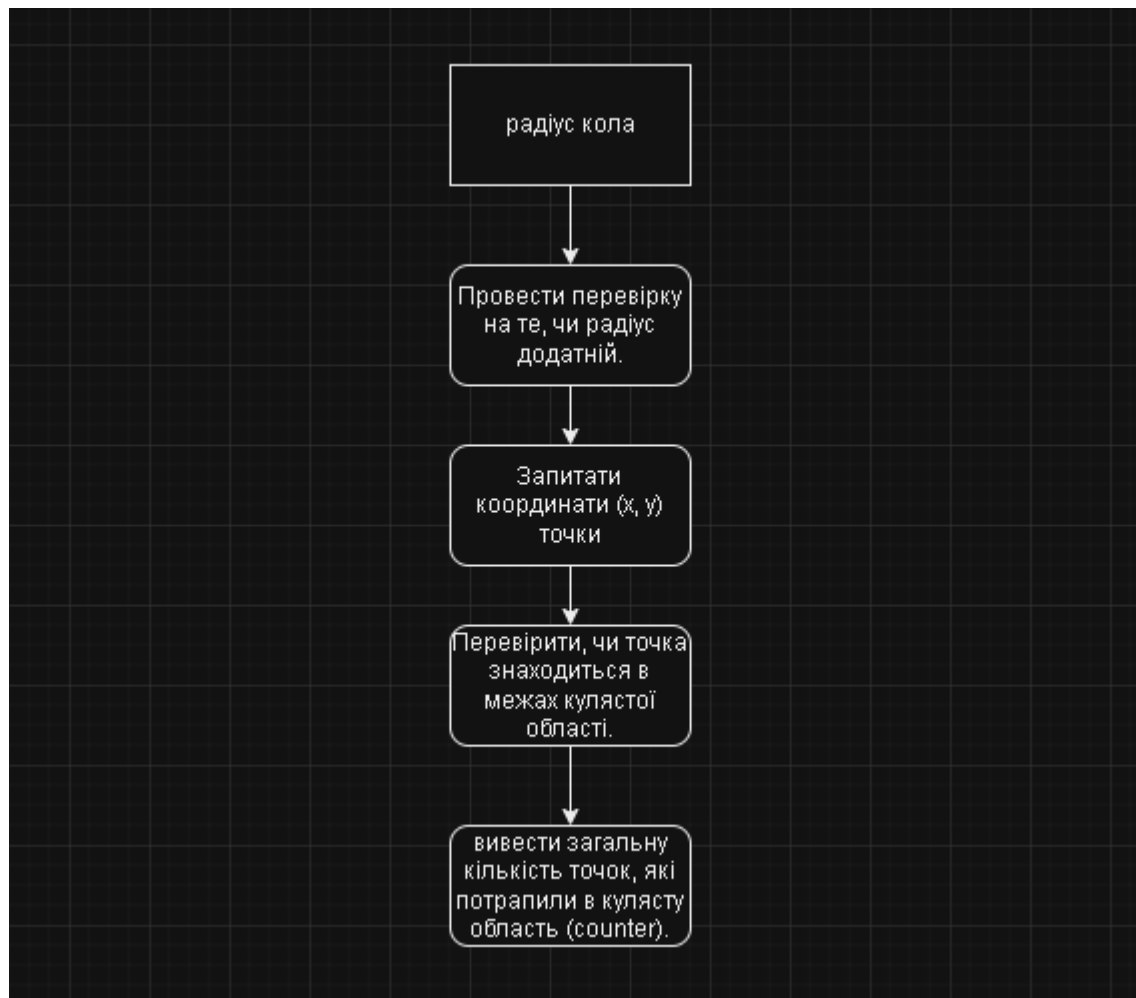 радіус кола
Провести перевірку
на те, чи радіус
додатній.
Запитати
координати (x, y)
точки
Перевірити, чи точка
знаходиться в
межах кулястої
області.
вивести загальну
кількість точок, які
потрапили в кулясту
область (counter).